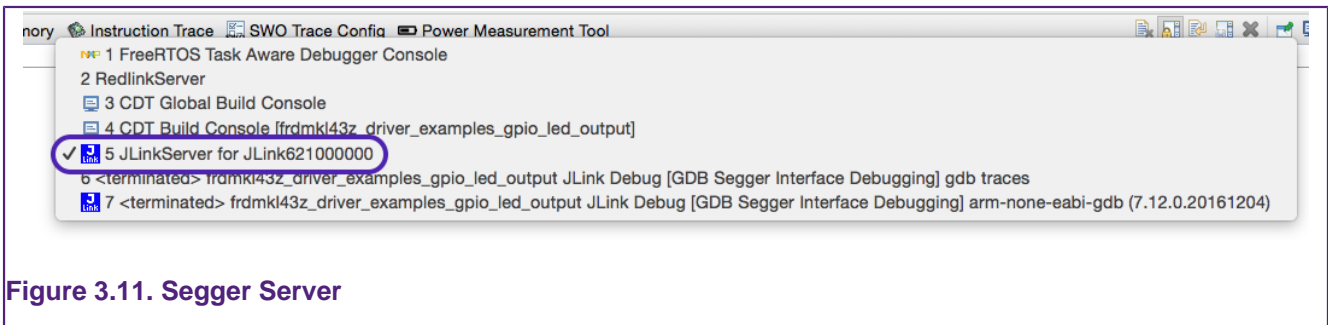 nory Instruction Trace SWO Trace Config Power Measurement Tool
NXP 1 FreeRTOS Task Aware Debugger Console
2 RedlinkServer
3 CDT Global Build Console
4 CDT Build Console [frdmkl43z_driver_examples_gpio_led_output]
✓ J Link 5 JLinkServer for JLink621000000
6 <terminated> frdmkl43z_driver_examples_gpio_led_output JLink Debug [GDB Segger Interface Debugging] gdb traces
J Link 7 <terminated> frdmkl43z_driver_examples_gpio_led_output JLink Debug [GDB Segger Interface Debugging] arm-none-eabi-gdb (7.12.0.20161204)
Figure 3.11. Segger Server